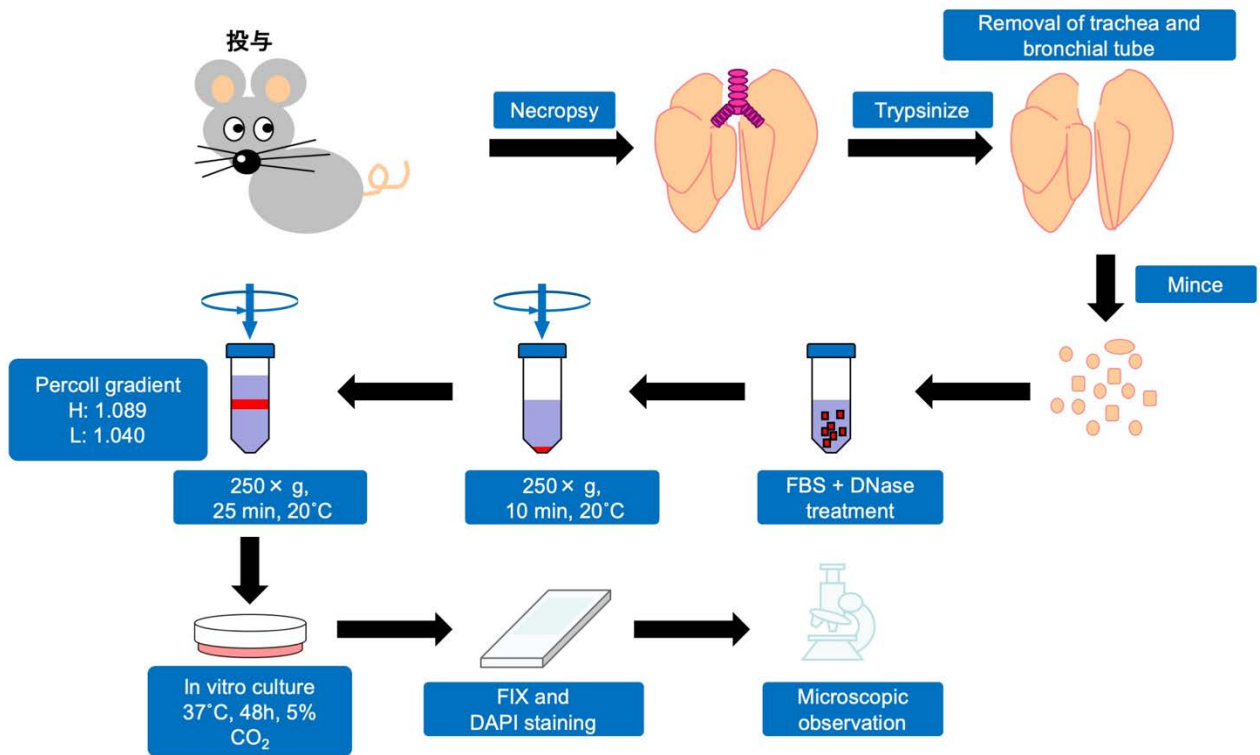 投与
Necropsy
Trypsinize
Removal of trachea and
bronchial tube
Mince
FBS + DNase
treatment
250× g,
10 min, 20˚C
Percoll gradient
H: 1.089
L: 1.040
250× g,
25 min, 20˚C
In vitro culture
37˚C, 48h, 5%
CO₂
FIX and
DAPI staining
Microscopic
observation